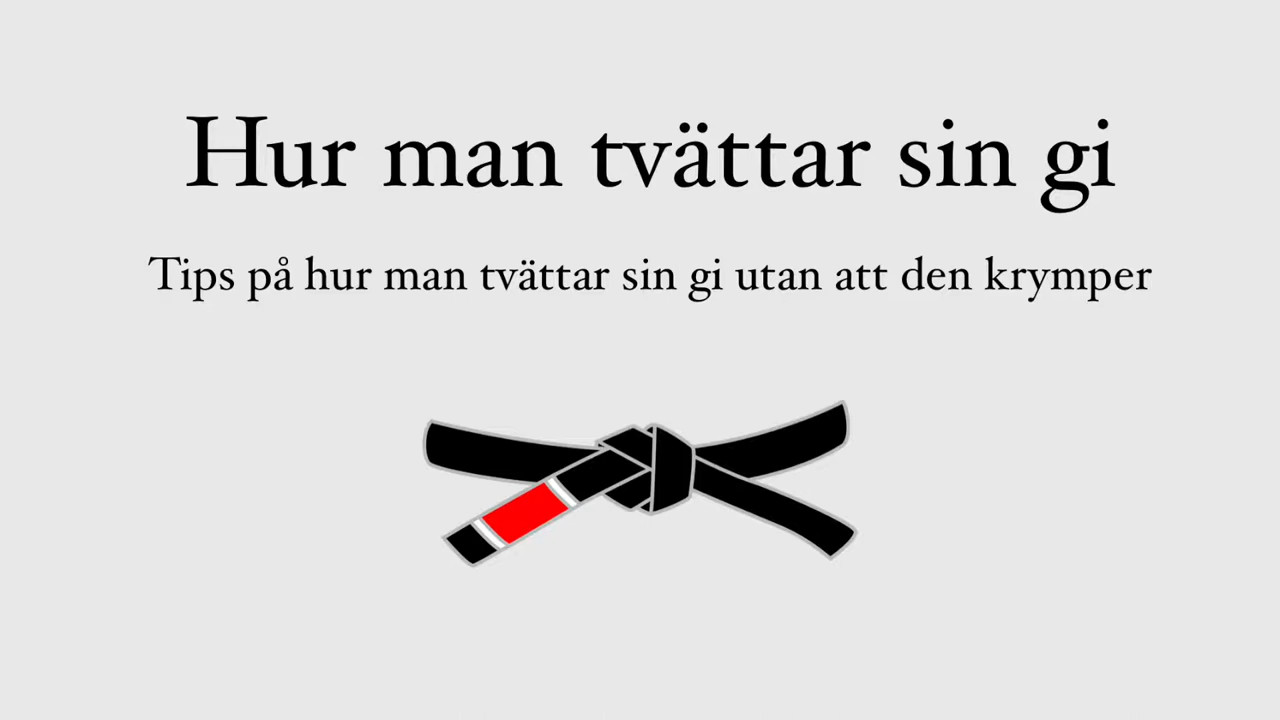 Hur man tvättar sin gi
Tips på hur man tvättar sin gi utan att den krymper